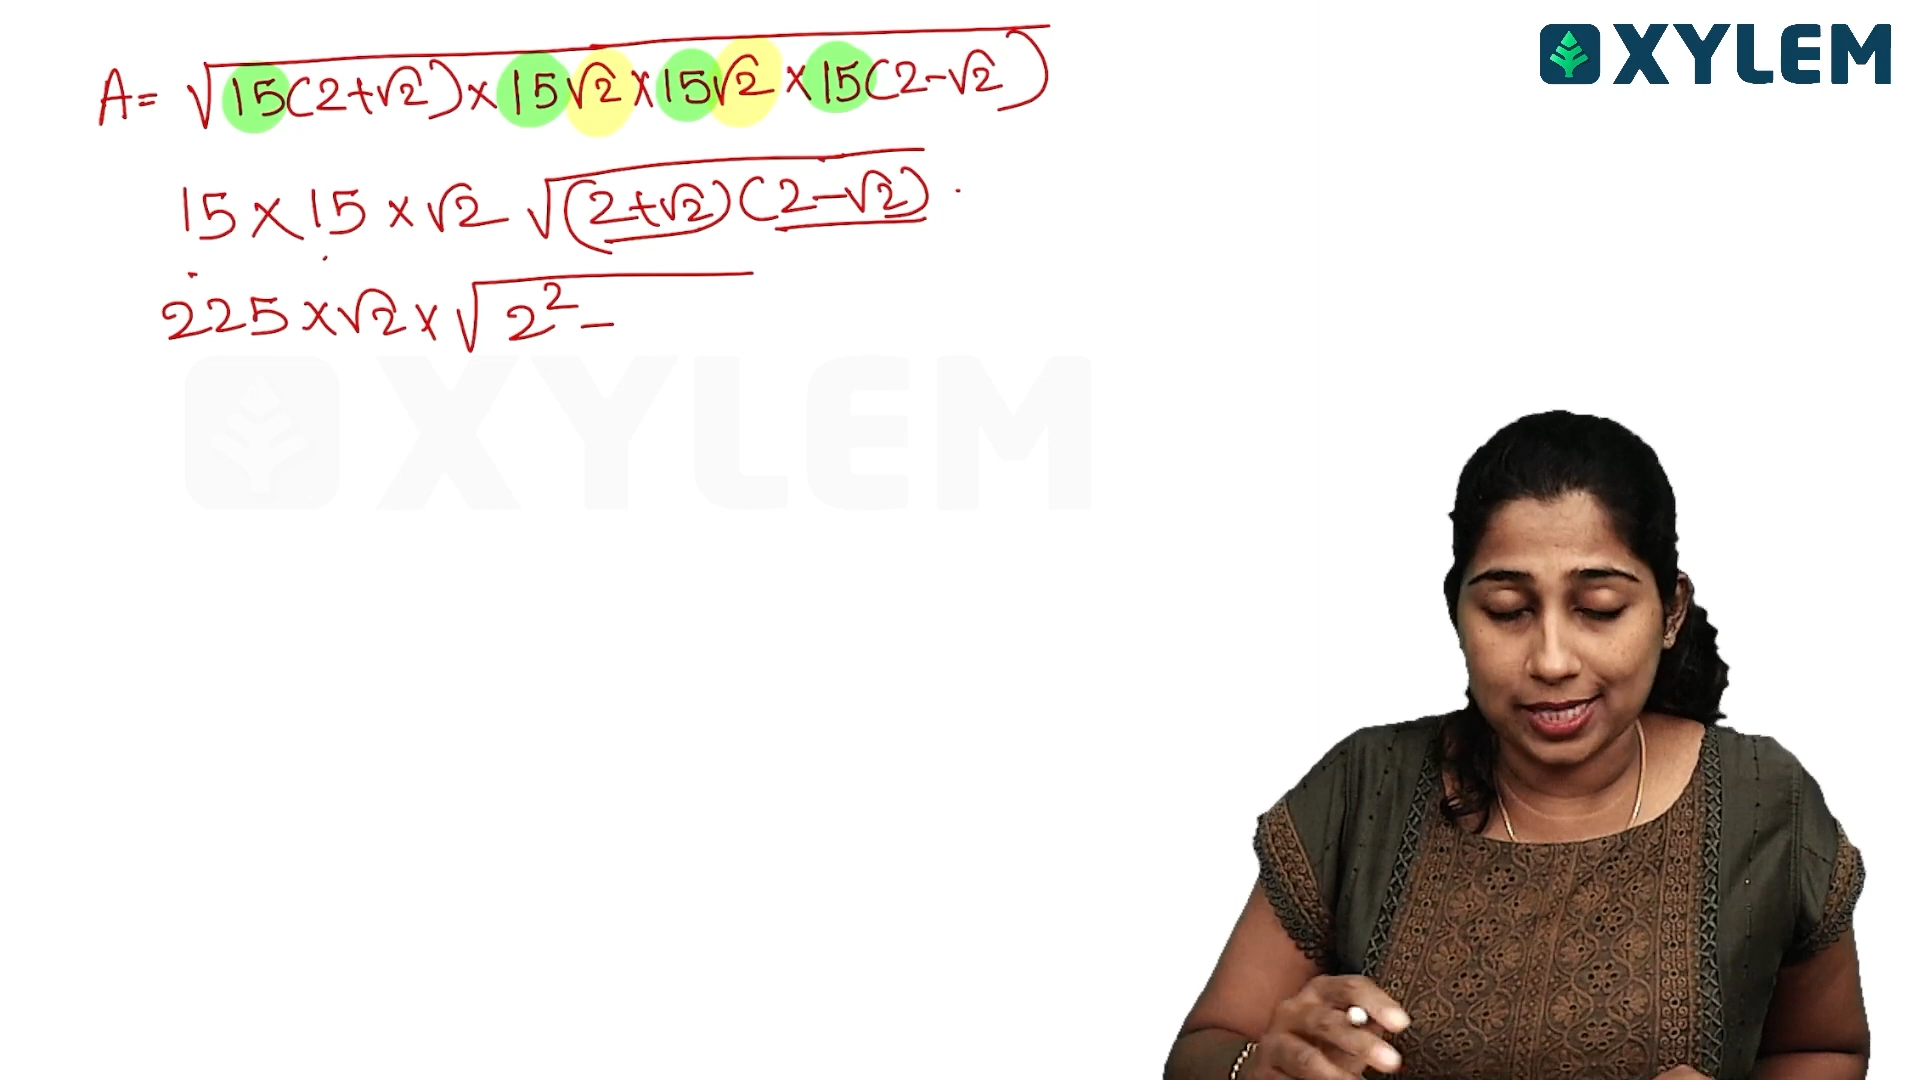 XYLEM
A= √15(2+√2)×15√2×15√2×15(2-√2)
15×15×√2 √(2+√2)(2-√2)
225×√2×√2²-
XYLEM